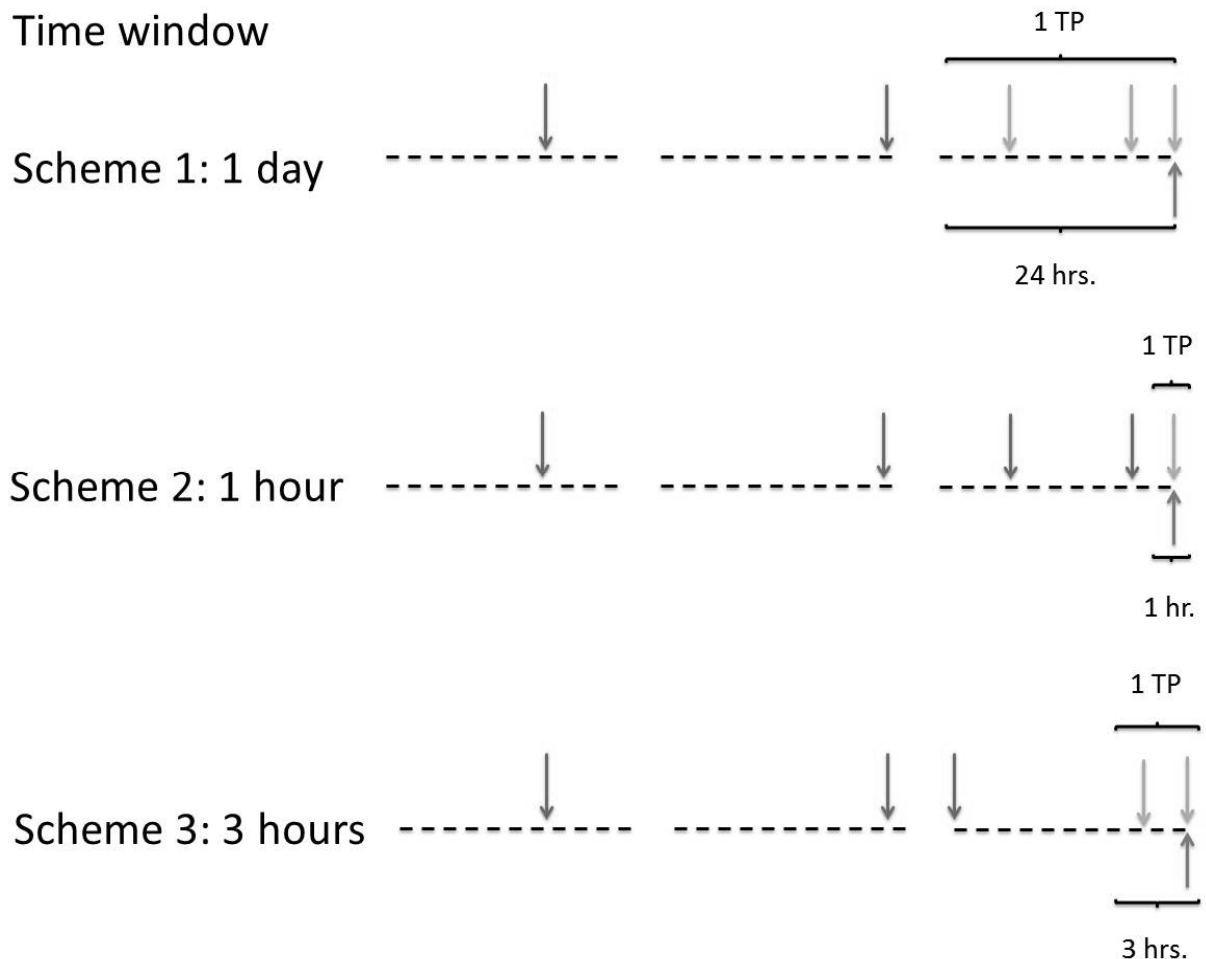 Time window
1 TP
Scheme 1: 1 day
24 hrs.
1 TP
Scheme 2: 1 hour
1 hr.
1 TP
Scheme 3: 3 hours
3 hrs.